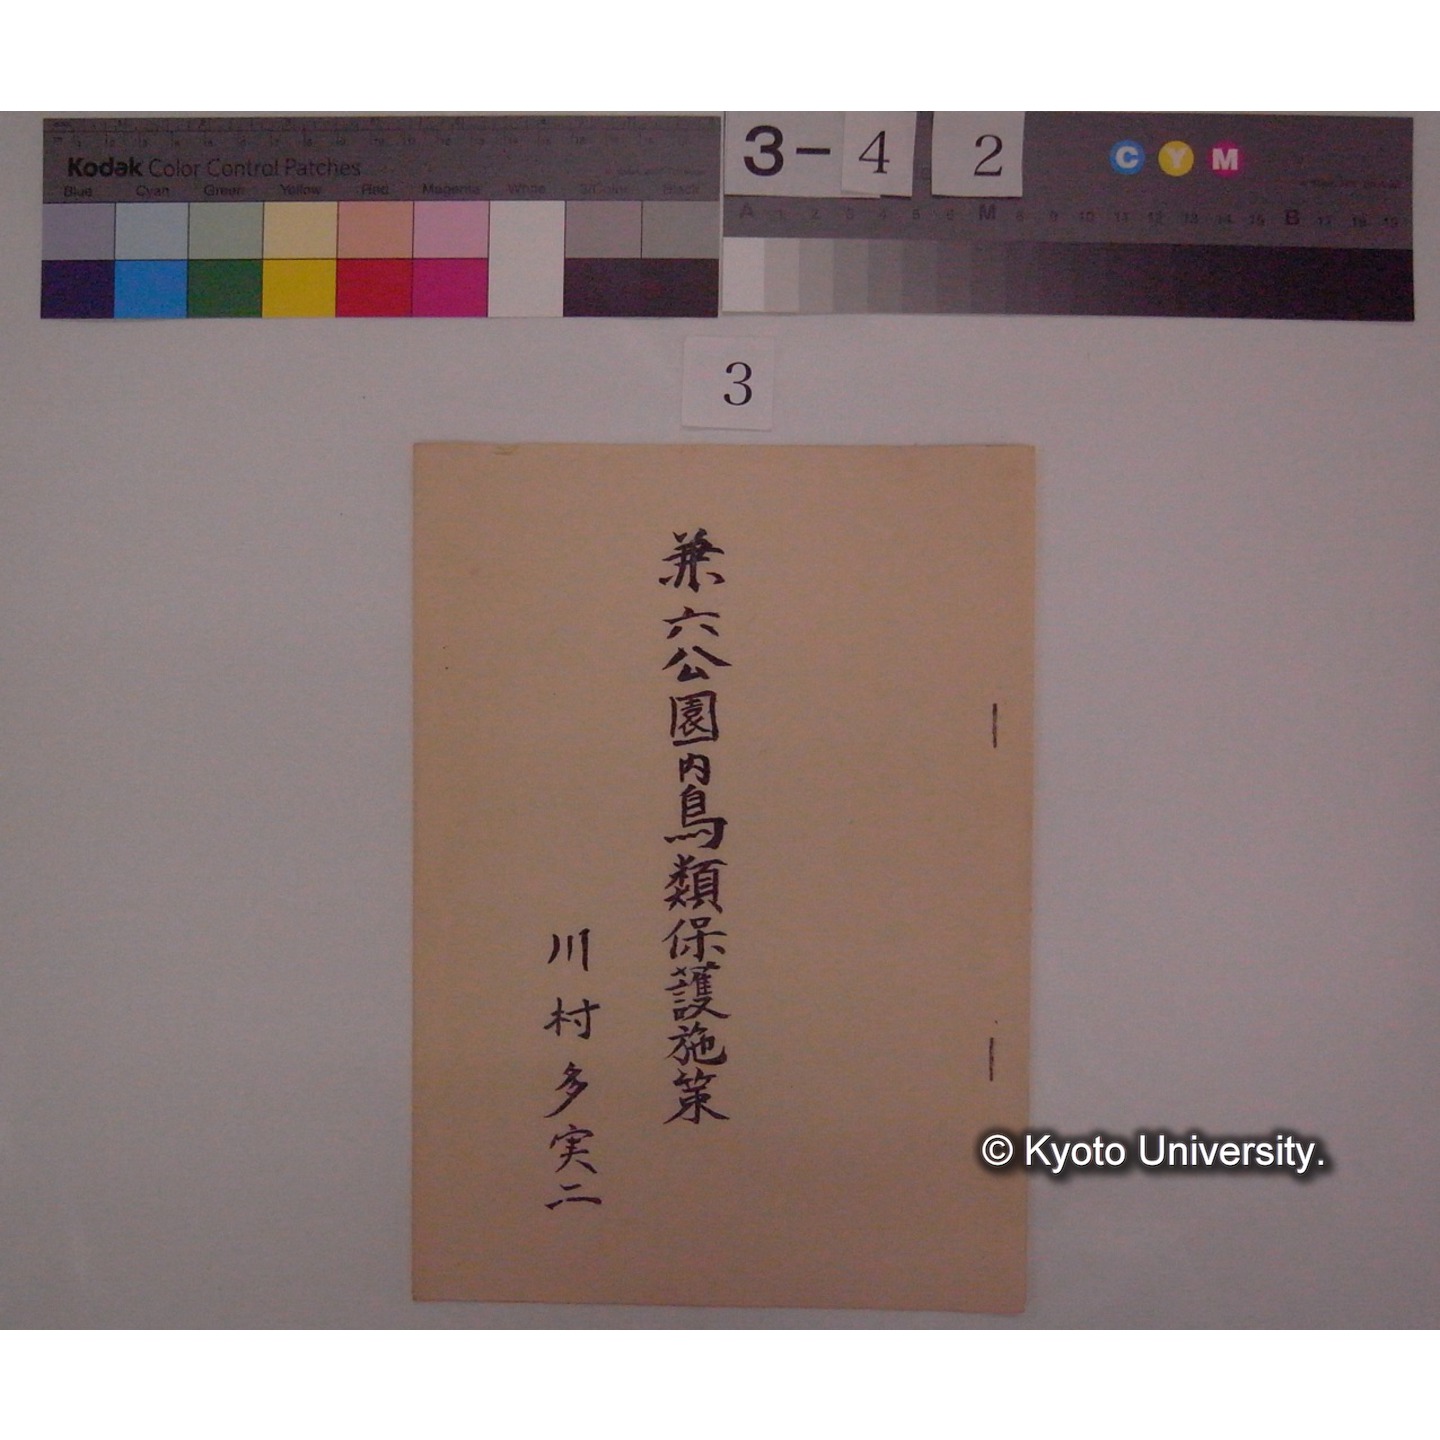 Kodak Color Control Patches
Blue Cyan Green Yellow Red Magenta White 3/Color Black
3-4 2
C Y M
A 1 2 3 4 5 6 M 8 9 10 11 12 13 14 15 B 17 18 19
3
兼六公園内鳥類保護施策
川村多実二
© Kyoto University.